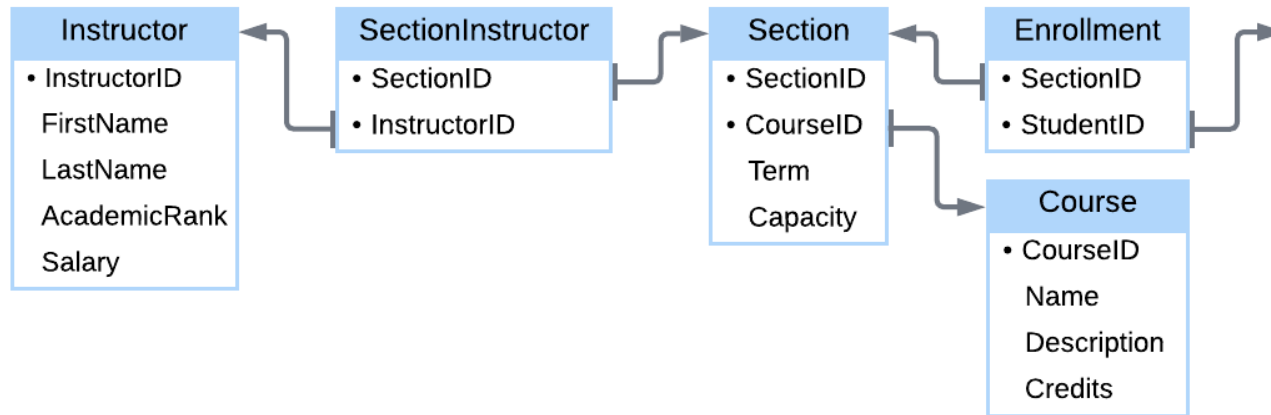 Instructor
• InstructorID
FirstName
LastName
AcademicRank
Salary
SectionInstructor
• SectionID
• InstructorID
Section
• SectionID
• CourseID
Term
Capacity
Enrollment
• SectionID
• StudentID
Course
• CourseID
Name
Description
Credits